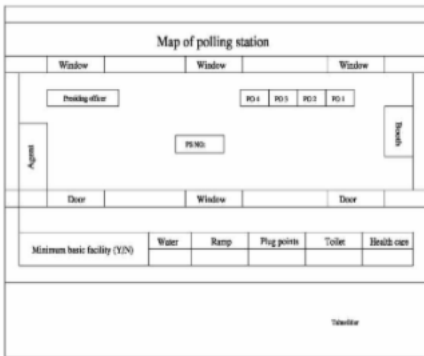 Map of polling station
Window Window Window
Presiding officer PO 4 PO 3 PO 2 PO 1
Booth
Agent
PS NO:
Door Window Door
Minimum basic facility (Y/N) Water Ramp Plug points Toilet Health care